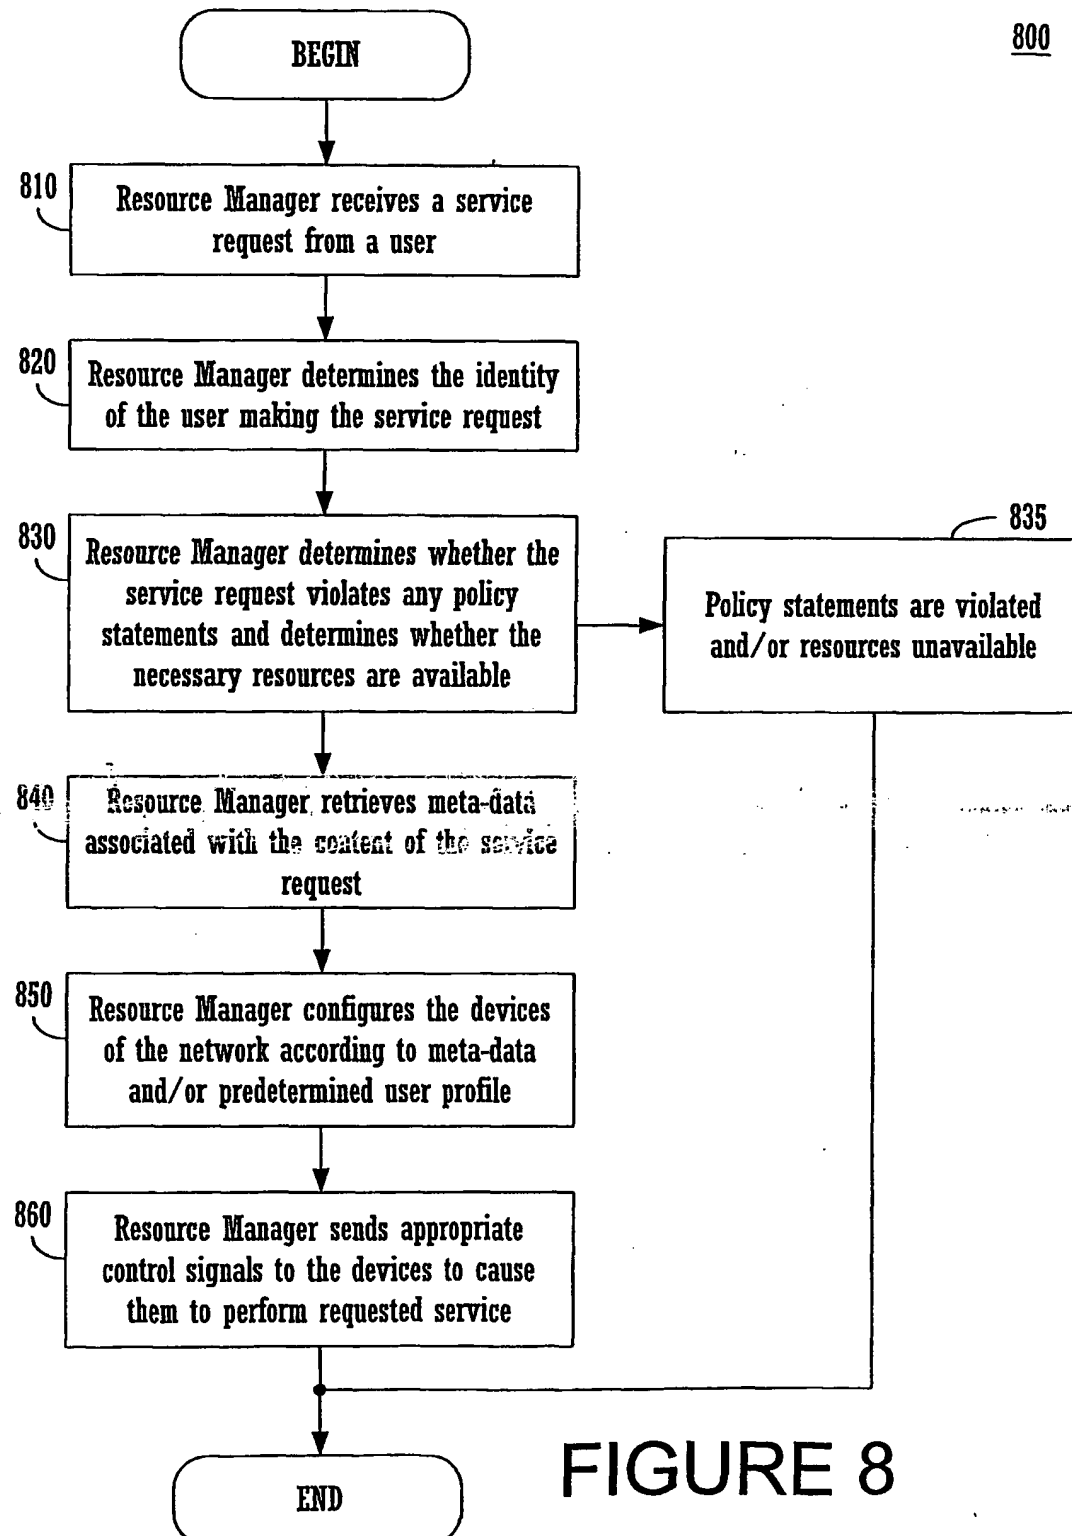 800
BEGIN
810
Resource Manager receives a service
request from a user
820
Resource Manager determines the identity
of the user making the service request
830
Resource Manager determines whether the
service request violates any policy
statements and determines whether the
necessary resources are available
835
Policy statements are violated
and/or resources unavailable
840
Resource Manager retrieves meta-data
associated with the content of the service
request
850
Resource Manager configures the devices
of the network according to meta-data
and/or predetermined user profile
860
Resource Manager sends appropriate
control signals to the devices to cause
them to perform requested service
END
FIGURE 8